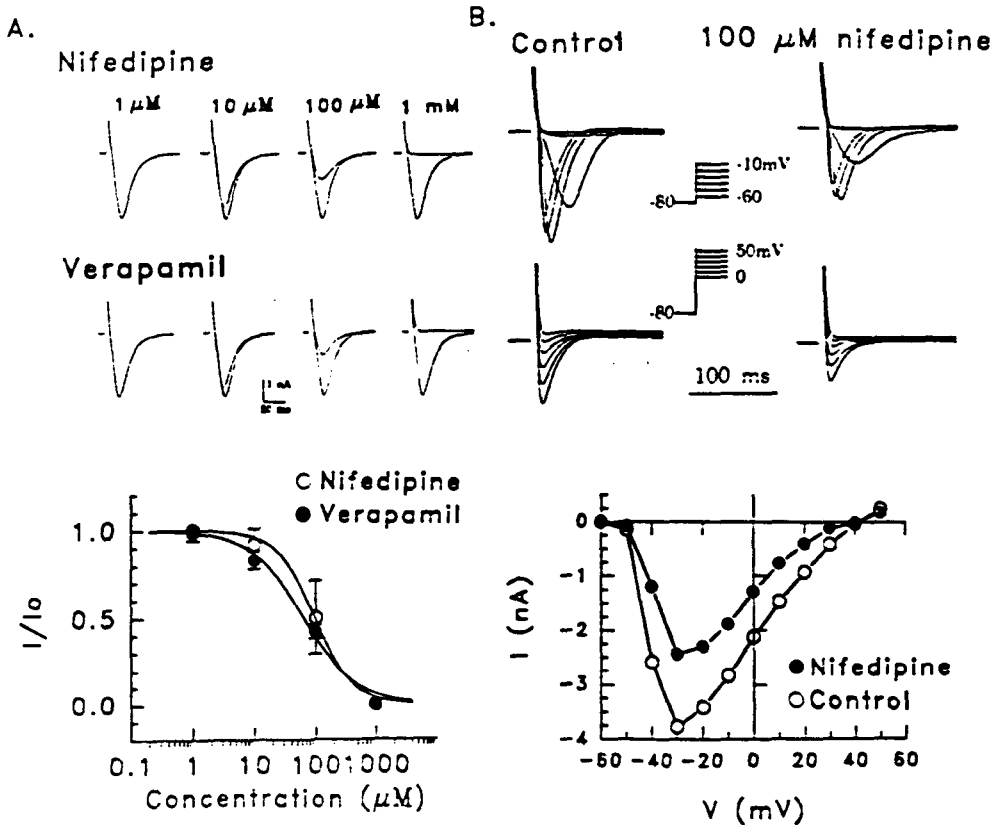 A.
Nifedipine
1 μM 10 μM 100 μM 1 mM
Verapamil
1 nA
B.
Control 100 μM nifedipine
-10mV
-80 -60
50mV
0
-80
100 ms
Nifedipine
Verapamil
1.0
0.5
0.0
I/Io
0.1 1 10 100 1000
Concentration (μM)
0
-1
-2
-3
-4
I (nA)
Nifedipine
Control
-60 -40 -20 0 20 40 60
V (mV)